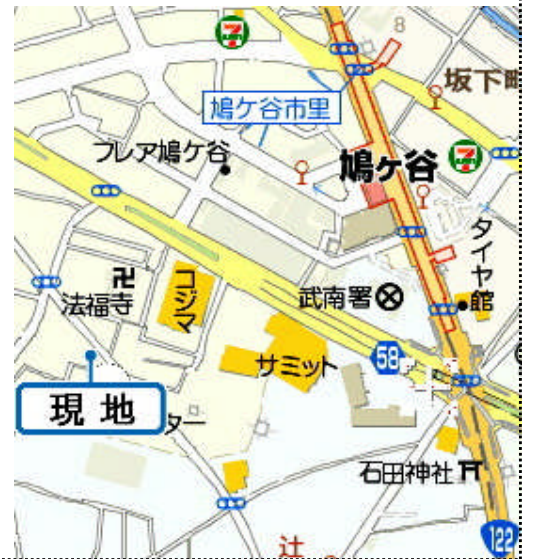 7
8
坂下町
鳩ケ谷市里
フレア鳩ケ谷
鳩ヶ谷
7
タイヤ館
法福寺
コジマ
武南署
サミット
58
現地
ター
石田神社
辻
122